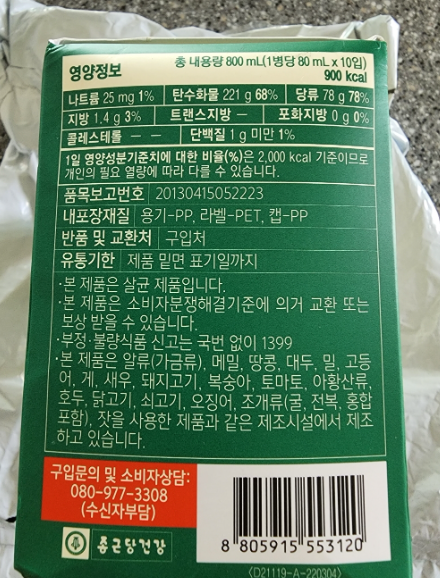 영양정보
총 내용량 800 mL(1병당 80 mL x 10입)
900 kcal
나트륨 25 mg 1% 탄수화물 221 g 68% 당류 78 g 78%
지방 1.4 g 3% 트랜스지방 — 포화지방 0 g 0%
콜레스테롤 — — 단백질 1 g 미만 1%
1일 영양성분기준치에 대한 비율(%)은 2,000 kcal 기준이므로
개인의 필요 열량에 따라 다를 수 있습니다.
품목보고번호 20130415052223
내포장재질 용기-PP, 라벨-PET, 캡-PP
반품 및 교환처 구입처
유통기한 제품 밑면 표기일까지
·본 제품은 살균 제품입니다.
·본 제품은 소비자분쟁해결기준에 의거 교환 또는
보상 받을 수 있습니다.
·부정·불량식품 신고는 국번 없이 1399
·본 제품은 알류(가금류), 메밀, 땅콩, 대두, 밀, 고등
어, 게, 새우, 돼지고기, 복숭아, 토마토, 아황산류,
호두, 닭고기, 쇠고기, 오징어, 조개류(굴, 전복, 홍합
포함), 잣을 사용한 제품과 같은 제조시설에서 제조
하고 있습니다.
구입문의 및 소비자상담:
080-977-3308
(수신자부담)
종근당건강
8 805915 553120
(D21119-A-220304)